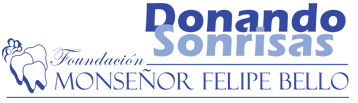 Donando
Sonrisas
Fundación
MONSEÑOR FELIPE BELLO